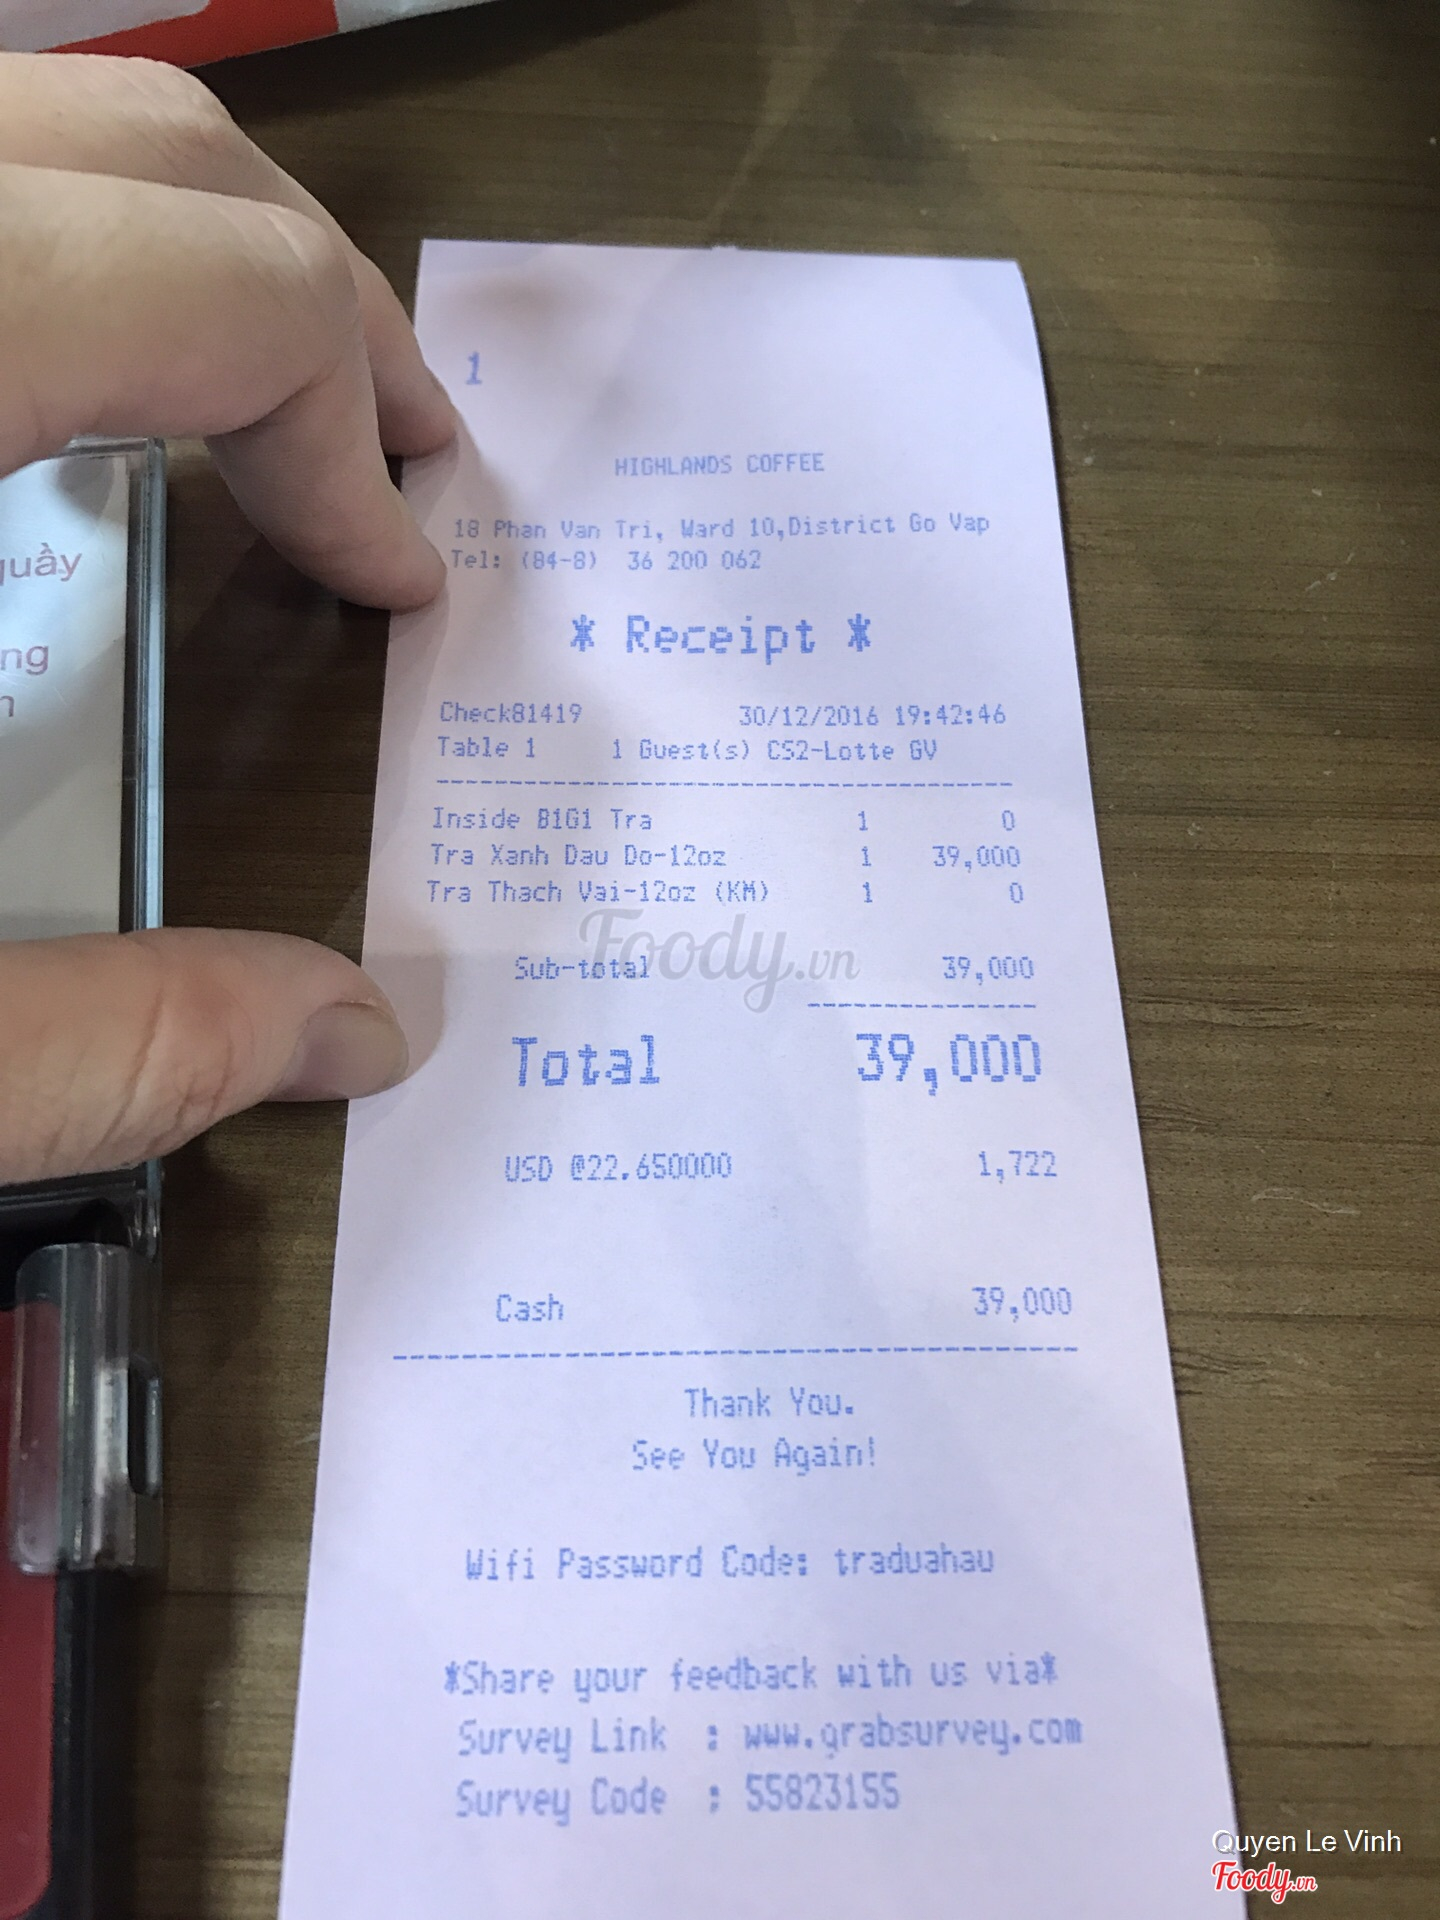 quầy
ng
1
HIGHLANDS COFFEE
18 Phan Van Tri, Ward 10,District Go Vap
Tel: (84-8) 36 200 062
* Receipt *
Check81419 30/12/2016 19:42:46
Table 1 1 Guest(s) CS2-Lotte GV
Inside B1G1 Tra 1 0
Tra Xanh Dau Do-12oz 1 39,000
Tra Thach Vai-12oz (KM) 1 0
Foody.vn
Sub-total 39,000
Total 39,000
USD @22.650000 1,722
Cash 39,000
Thank You.
See You Again!
Wifi Password Code: traduahau
*Share your feedback with us via*
Survey Link : www.grabsurvey.com
Survey Code : 55823155
Quyen Le Vinh
Foody.vn